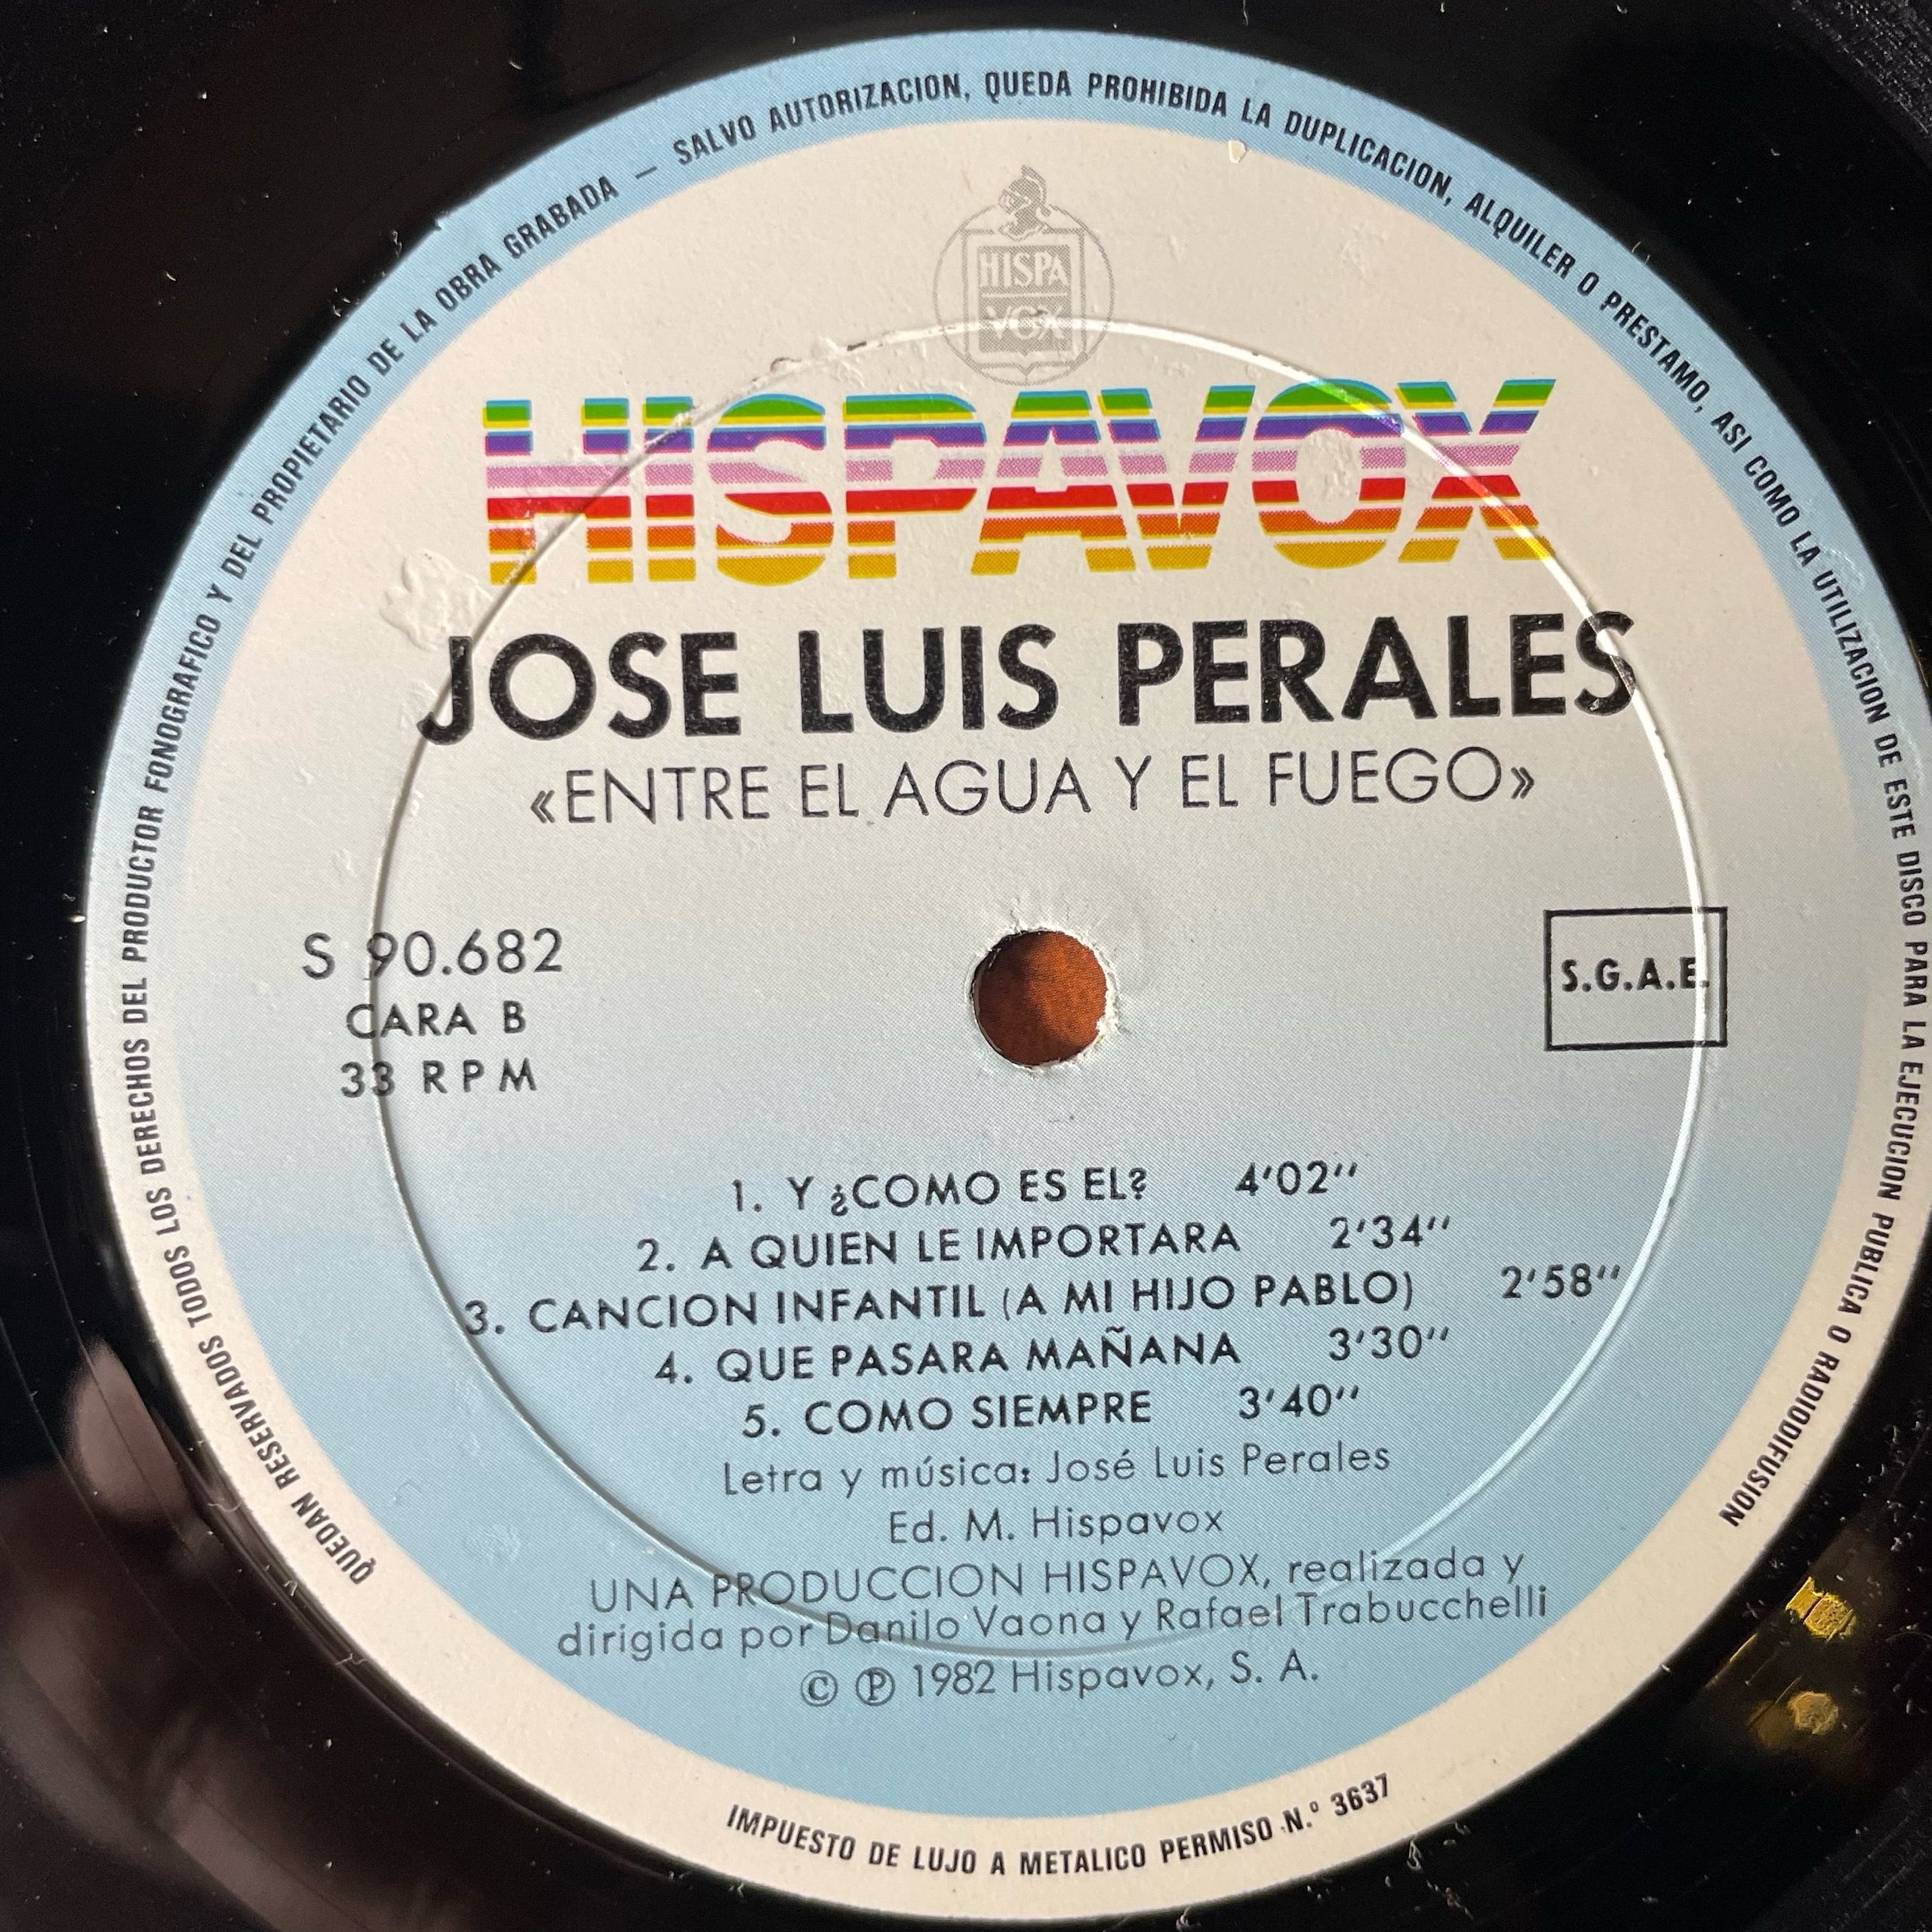 QUEDAN RESERVADOS TODOS LOS DERECHOS DEL PRODUCTOR FONOGRAFICO Y DEL PROPIETARIO DE LA OBRA GRABADA — SALVO AUTORIZACION, QUEDA PROHIBIDA LA DUPLICACION, ALQUILER O PRESTAMO, ASI COMO LA UTILIZACION DE ESTE DISCO PARA LA EJECUCION PUBLICA O RADIODIFUSION
HISPA
VOX
HISPAVOX
JOSE LUIS PERALES
«ENTRE EL AGUA Y EL FUEGO»
S 90.682
CARA B
33 RPM
S.G.A.E.
1. Y ¿COMO ES EL? 4'02''
2. A QUIEN LE IMPORTARA 2'34''
3. CANCION INFANTIL (A MI HIJO PABLO) 2'58''
4. QUE PASARA MAÑANA 3'30''
5. COMO SIEMPRE 3'40''
Letra y música: José Luis Perales
Ed. M. Hispavox
UNA PRODUCCION HISPAVOX, realizada y
dirigida por Danilo Vaona y Rafael Trabucchelli
© ℗ 1982 Hispavox, S. A.
IMPUESTO DE LUJO A METALICO PERMISO N.º 3637